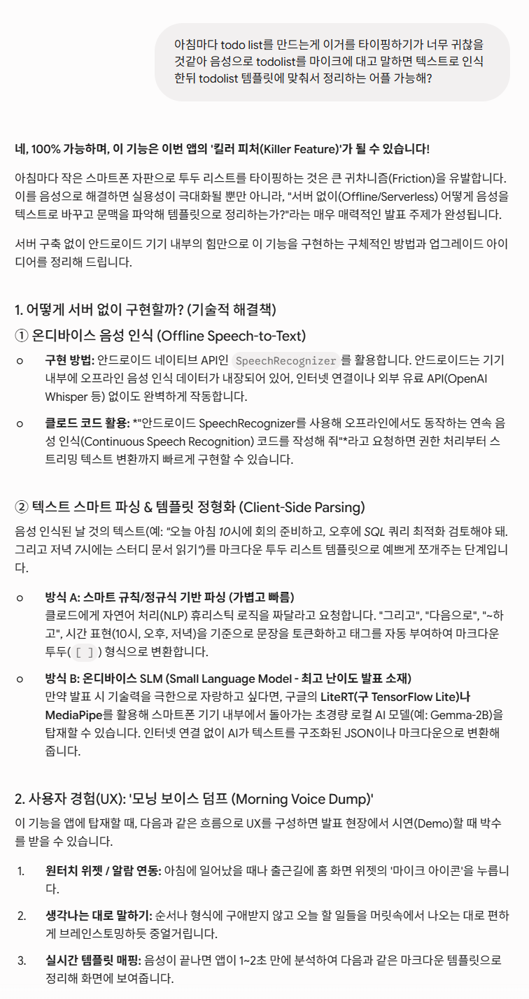 아침마다 todo list를 만드는게 이거를 타이핑하기가 너무 귀찮을
것같아 음성으로 todolist를 마이크에 대고 말하면 텍스트로 인식
한뒤 todolist 템플릿에 맞춰서 정리하는 어플 가능해?
네, 100% 가능하며, 이 기능은 이번 앱의 '킬러 피처(Killer Feature)'가 될 수 있습니다!
아침마다 작은 스마트폰 자판으로 투두 리스트를 타이핑하는 것은 큰 귀차니즘(Friction)을 유발합니다.
이를 음성으로 해결하면 실용성이 극대화될 뿐만 아니라, "서버 없이(Offline/Serverless) 어떻게 음성을
텍스트로 바꾸고 문맥을 파악해 템플릿으로 정리하는가?"라는 매우 매력적인 발표 주제가 완성됩니다.
서버 구축 없이 안드로이드 기기 내부의 힘만으로 이 기능을 구현하는 구체적인 방법과 업그레이드 아이
디어를 정리해 드립니다.
1. 어떻게 서버 없이 구현할까? (기술적 해결책)
① 온디바이스 음성 인식 (Offline Speech-to-Text)
구현 방법: 안드로이드 네이티브 API인 SpeechRecognizer를 활용합니다. 안드로이드는 기기
내부에 오프라인 음성 인식 데이터가 내장되어 있어, 인터넷 연결이나 외부 유료 API(OpenAI
Whisper 등) 없이도 완벽하게 작동합니다.
클로드 코드 활용: *"안드로이드 SpeechRecognizer를 사용해 오프라인에서도 동작하는 연속 음
성 인식(Continuous Speech Recognition) 코드를 작성해 줘"*라고 요청하면 권한 처리부터 스
트리밍 텍스트 변환까지 빠르게 구현할 수 있습니다.
② 텍스트 스마트 파싱 & 템플릿 정형화 (Client-Side Parsing)
음성 인식된 날 것의 텍스트(예: "오늘 아침 10시에 회의 준비하고, 오후에 SQL 쿼리 최적화 검토해야 돼.
그리고 저녁 7시에는 스터디 문서 읽기")를 마크다운 투두 리스트 템플릿으로 예쁘게 쪼개주는 단계입니
다.
방식 A: 스마트 규칙/정규식 기반 파싱 (가볍고 빠름)
클로드에게 자연어 처리(NLP) 휴리스틱 로직을 짜달라고 요청합니다. "그리고", "다음으로", "~하
고", 시간 표현(10시, 오후, 저녁)을 기준으로 문장을 토큰화하고 태그를 자동 부여하여 마크다운
투두( [ ] ) 형식으로 변환합니다.
방식 B: 온디바이스 SLM (Small Language Model - 최고 난이도 발표 소재)
만약 발표 시 기술력을 극한으로 자랑하고 싶다면, 구글의 LiteRT(구 TensorFlow Lite)나
MediaPipe를 활용해 스마트폰 기기 내부에서 돌아가는 초경량 로컬 AI 모델(예: Gemma-2B)을
탑재할 수 있습니다. 인터넷 연결 없이 AI가 텍스트를 구조화된 JSON이나 마크다운으로 변환해
줍니다.
2. 사용자 경험(UX): '모닝 보이스 덤프 (Morning Voice Dump)'
이 기능을 앱에 탑재할 때, 다음과 같은 흐름으로 UX를 구성하면 발표 현장에서 시연(Demo)할 때 박수
를 받을 수 있습니다.
1. 원터치 위젯 / 알람 연동: 아침에 일어났을 때나 출근길에 홈 화면 위젯의 '마이크 아이콘'을 누릅니
다.
2. 생각나는 대로 말하기: 순서나 형식에 구애받지 않고 오늘 할 일들을 머릿속에서 나오는 대로 편하
게 브레인스토밍하듯 중얼거립니다.
3. 실시간 템플릿 매핑: 음성이 끝나면 앱이 1~2초 만에 분석하여 다음과 같은 마크다운 템플릿으로
정리해 화면에 보여줍니다.